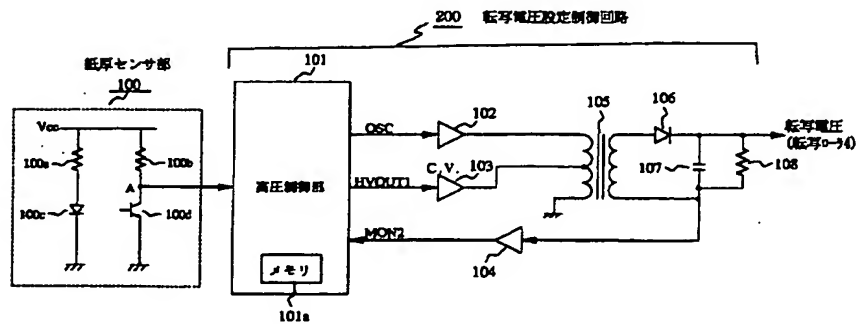 200 転写電圧設定制御回路
紙厚センサ部
100
Vcc
100a
100b
A
100c
100d
101
高圧制御部
メモリ
101a
OSC
102
HVOUT1
C,V,
103
MON2
104
105
106
107
108
転写電圧
(転写ローラ4)